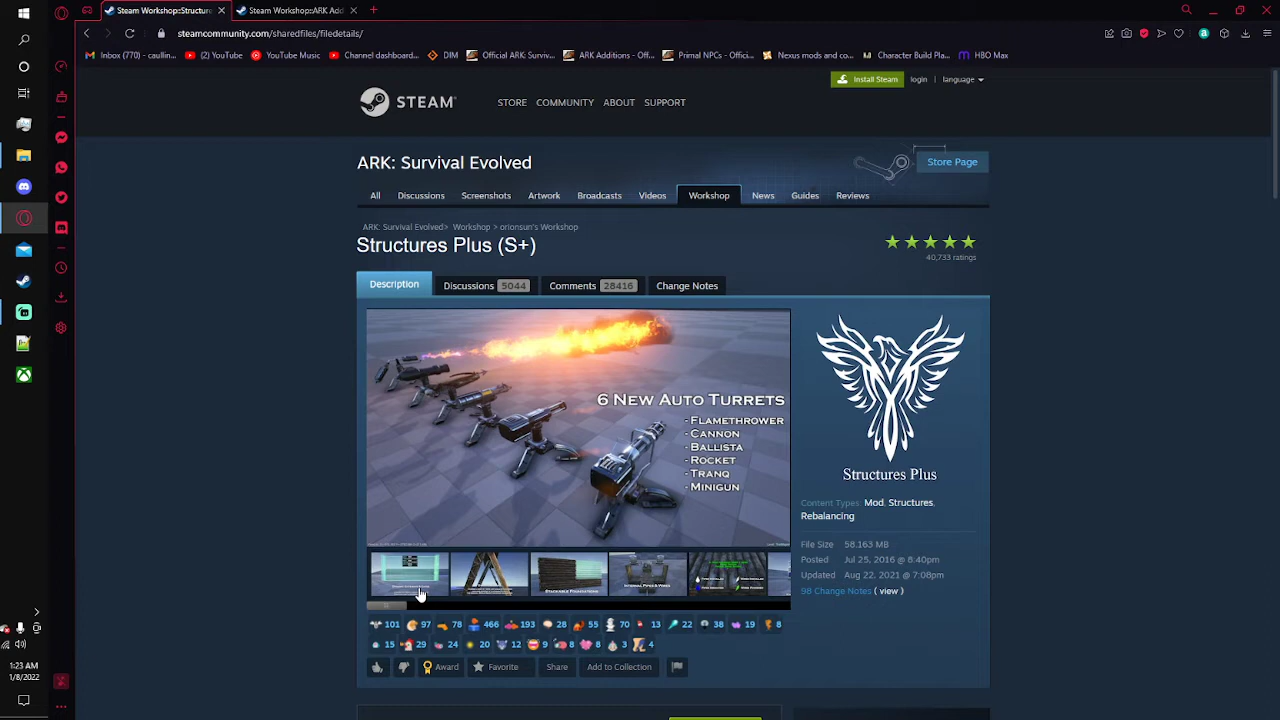 Steam Workshop::Structure
Steam Workshop::ARK Add
steamcommunity.com/sharedfiles/filedetails/
Inbox (770) - caullin...
(2) YouTube
YouTube Music
Channel dashboard...
DIM
Official ARK: Surviv...
ARK Additions - Off...
Primal NPCs - Offici...
Nexus mods and co...
Character Build Pla...
HBO Max
Install Steam
login
language
STEAM
STORE COMMUNITY ABOUT SUPPORT
ARK: Survival Evolved
Store Page
All Discussions Screenshots Artwork Broadcasts Videos Workshop News Guides Reviews
ARK: Survival Evolved> Workshop > orionsun's Workshop
Structures Plus (S+)
40,733 ratings
Description Discussions 5044 Comments 28416 Change Notes
6 New Auto Turrets
- Flamethrower
- Cannon
- Ballista
- Rocket
- Tranq
- Minigun
Structures Plus
Content Types: Mod, Structures,
Rebalancing
File Size 58.163 MB
Posted Jul 25, 2016 @ 8:40pm
Updated Aug 22, 2021 @ 7:08pm
98 Change Notes ( view )
Stackable Foundations
Internal Pipes & Wires
101 97 78 466 193 28 55 70 13 22 38 19 8
15 29 24 20 12 9 8 8 3 4
Award Favorite Share Add to Collection
1:23 AM
1/8/2022